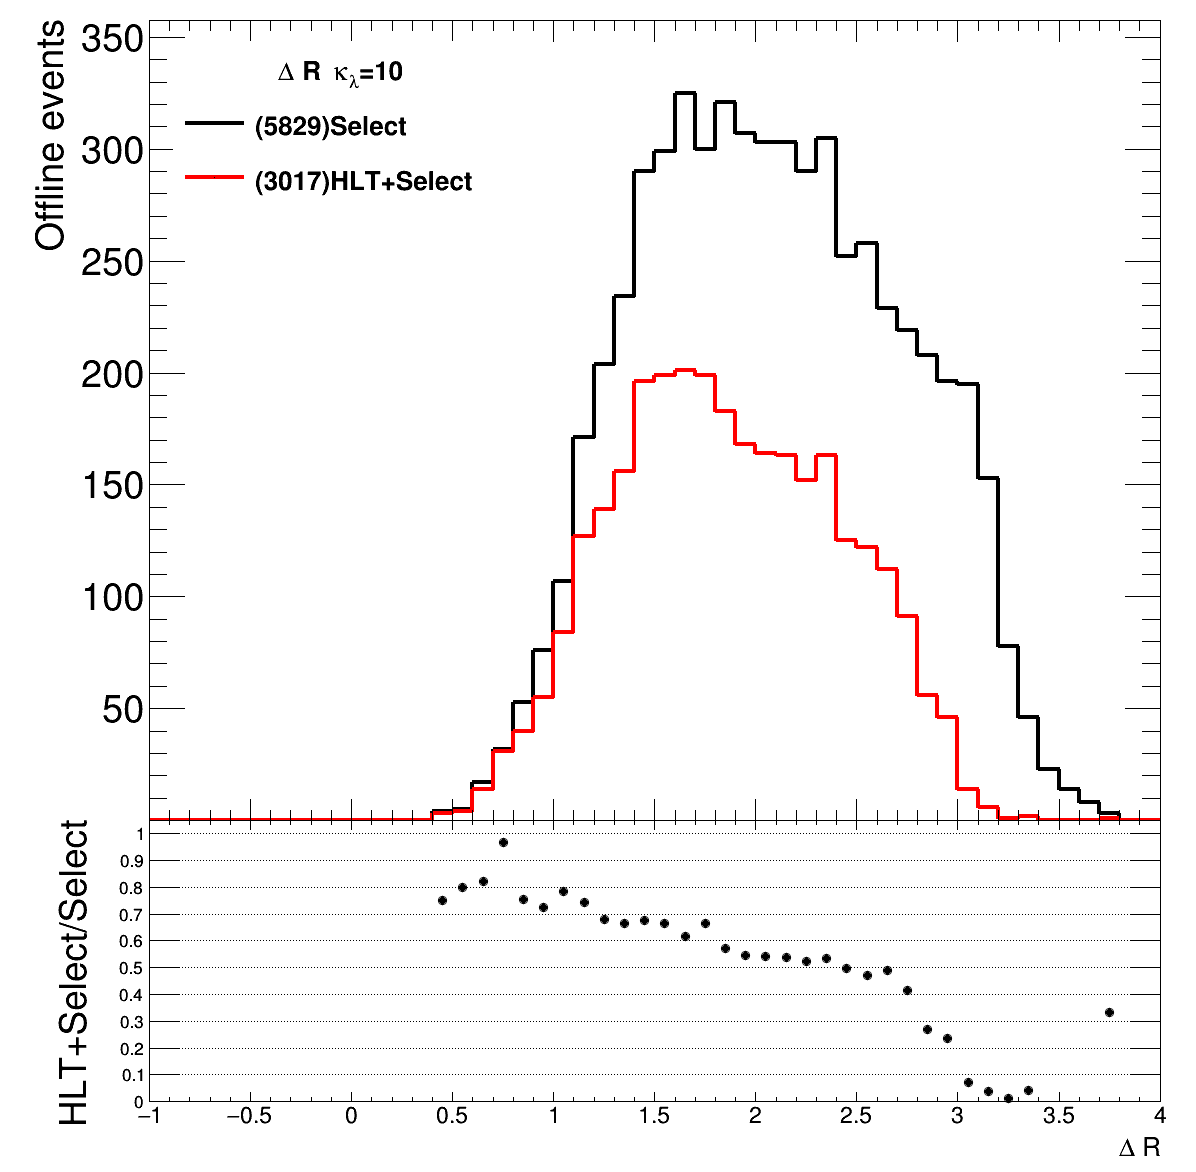 Offline events
350
300
250
200
150
100
50
Δ R κλ=10
(5829)Select
(3017)HLT+Select
HLT+Select/Select
1
0.9
0.8
0.7
0.6
0.5
0.4
0.3
0.2
0.1
0
−1 −0.5 0 0.5 1 1.5 2 2.5 3 3.5 4
Δ R